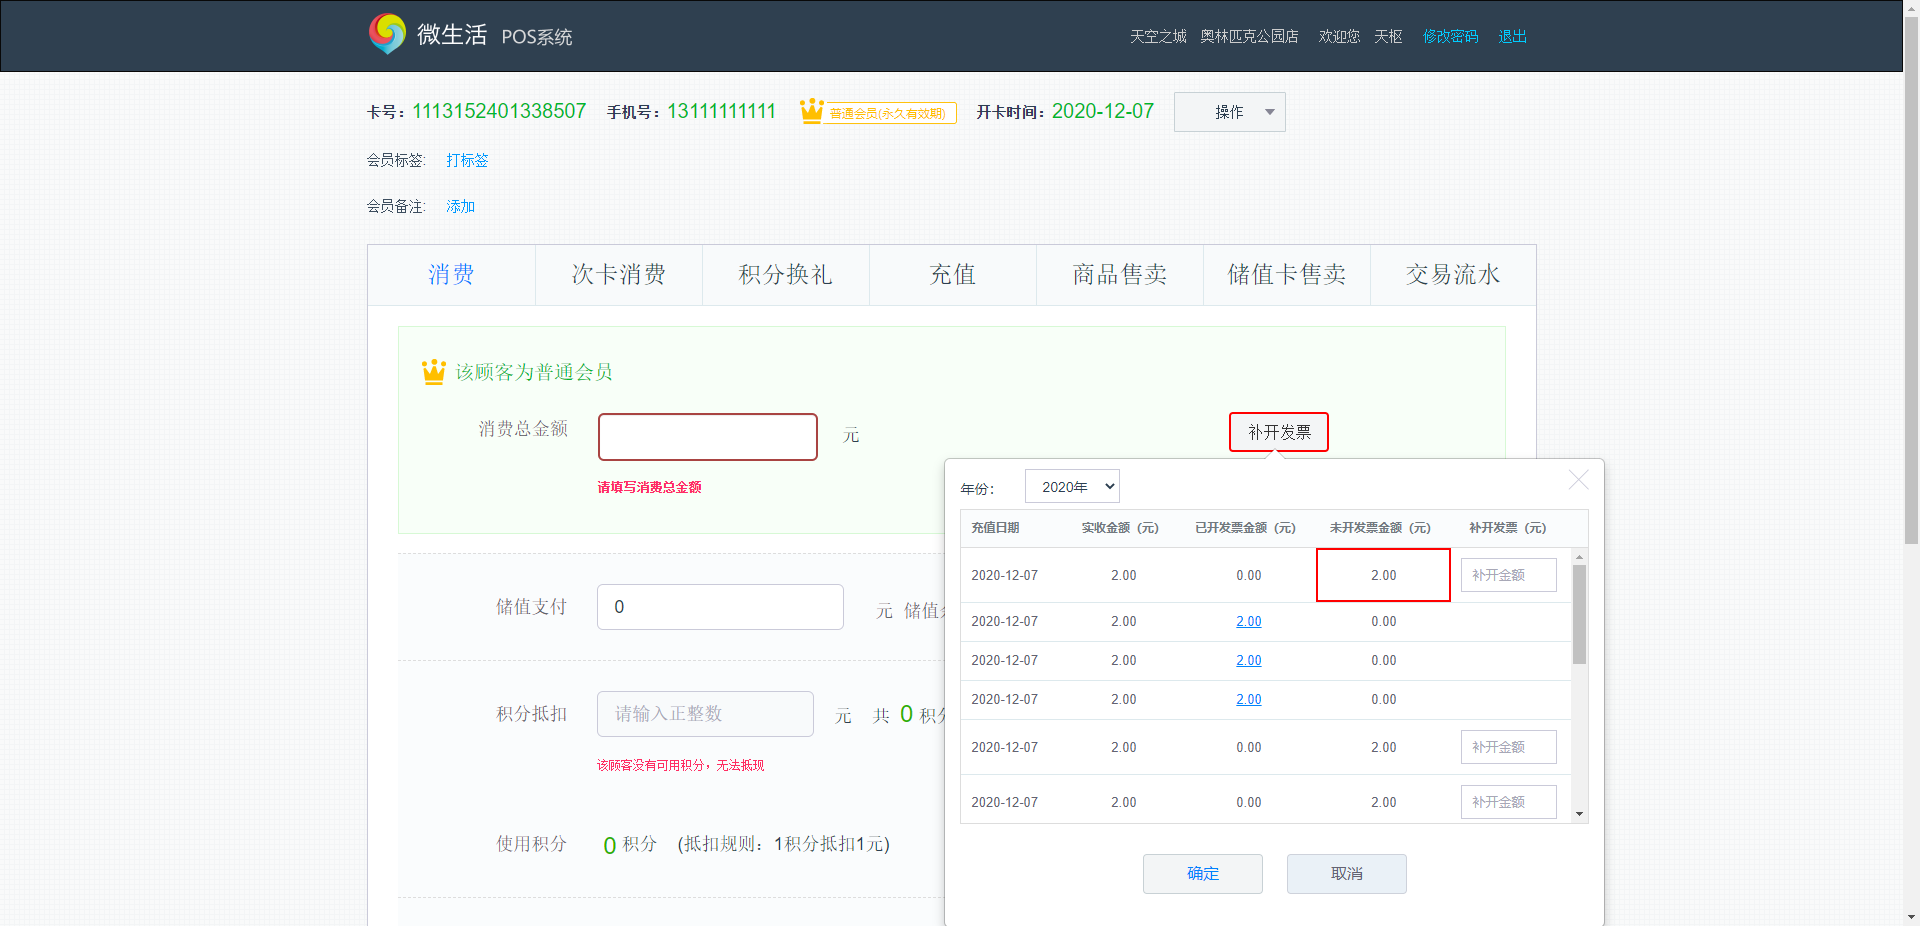 微生活 POS系统
天空之城 奥林匹克公园店 欢迎您 天枢 修改密码 退出
卡号：1113152401338507 手机号：13111111111 普通会员(永久有效期) 开卡时间：2020-12-07 操作
会员标签: 打标签
会员备注: 添加
消费 次卡消费 积分换礼 充值 商品售卖 储值卡售卖 交易流水
该顾客为普通会员
消费总金额 元 补开发票
请填写消费总金额
年份： 2020年
充值日期 实收金额（元） 已开发票金额（元） 未开发票金额（元） 补开发票（元）
2020-12-07 2.00 0.00 2.00 补开金额
2020-12-07 2.00 2.00 0.00
2020-12-07 2.00 2.00 0.00
2020-12-07 2.00 2.00 0.00
2020-12-07 2.00 0.00 2.00 补开金额
2020-12-07 2.00 0.00 2.00 补开金额
确定 取消
储值支付 0 元 储值
积分抵扣 请输入正整数 元 共 0 积分
该顾客没有可用积分，无法抵现
使用积分 0 积分 (抵扣规则：1积分抵扣1元)